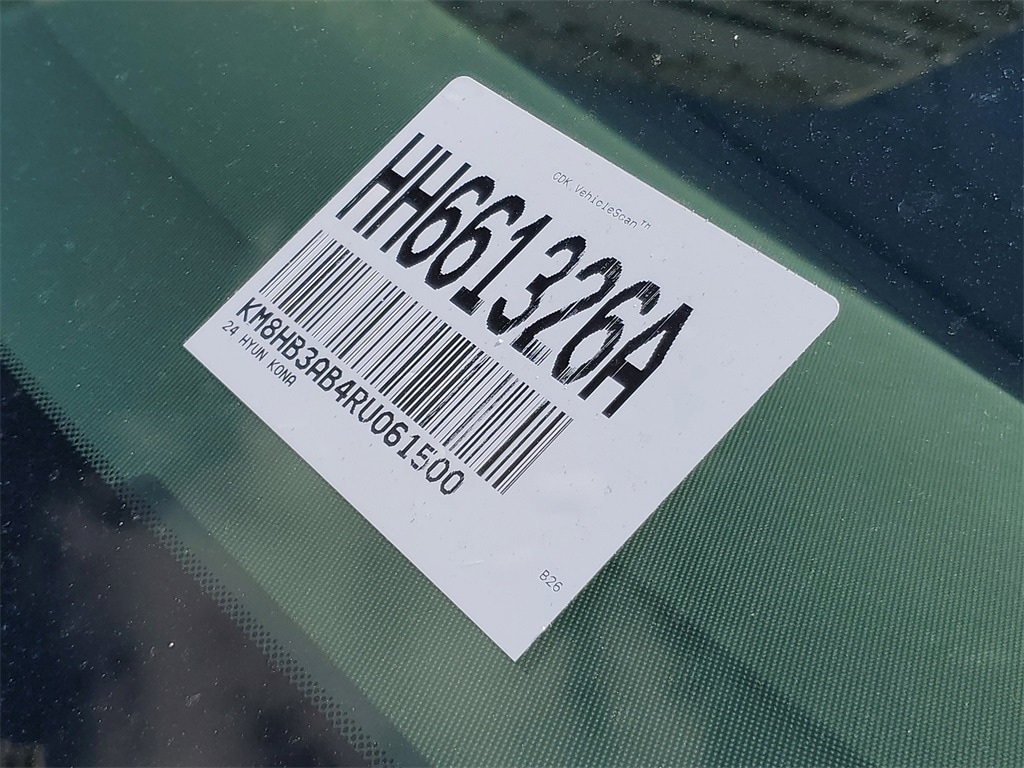 CDK.VehicleScan™
HH661326A
KM8HB3AB4RU061500
24 HYUN KONA
B26